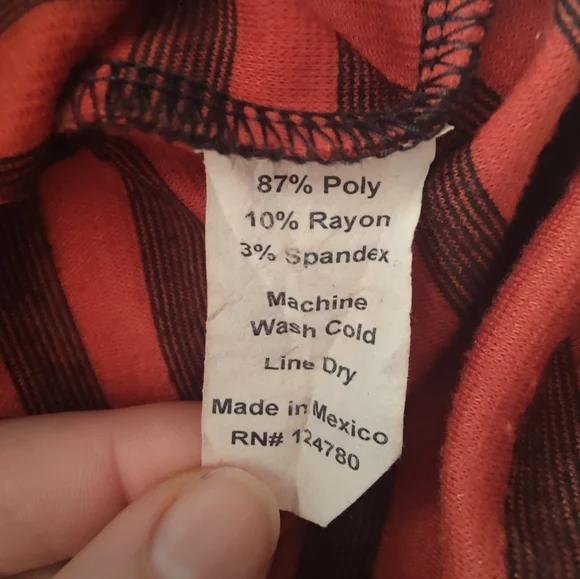 87% Poly
10% Rayon
3% Spandex
Machine
Wash Cold
Line Dry
Made in Mexico
RN# 124780